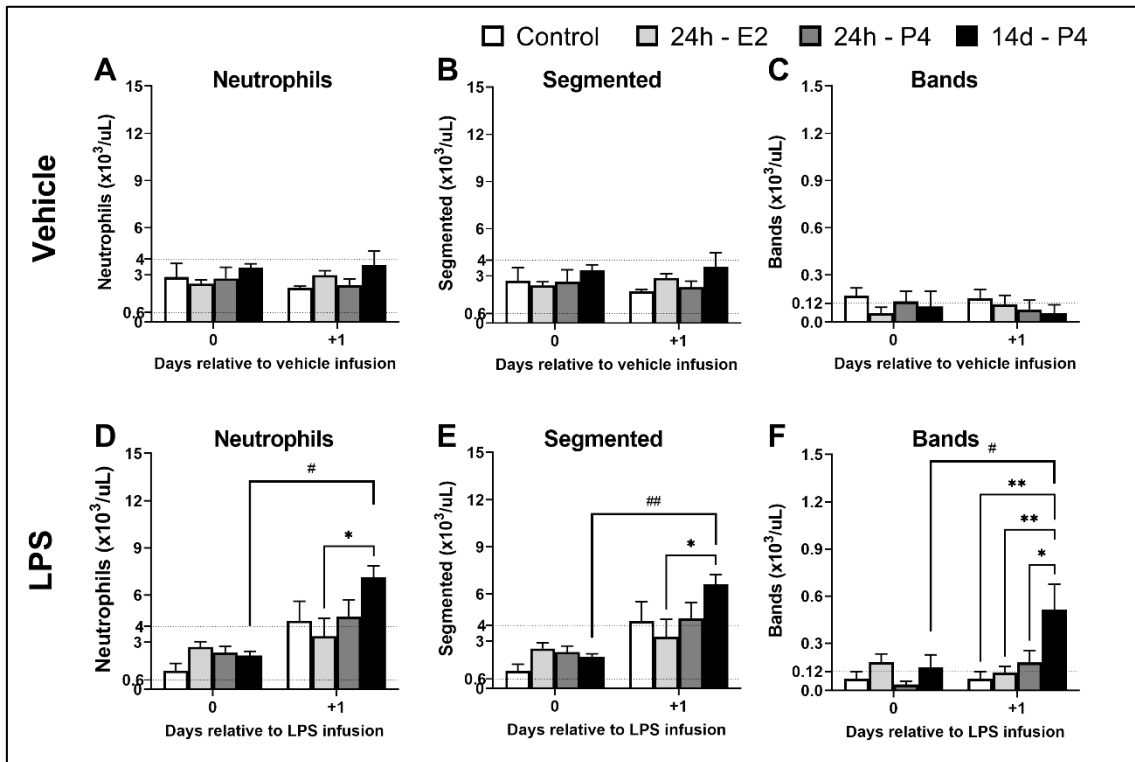 Control 24h - E2 24h - P4 14d - P4
A Neutrophils
B Segmented
C Bands
Vehicle
Neutrophils (x10³/uL)
15
12
9
6
4
3
0.6
0
0 +1
Days relative to vehicle infusion
Segmented (x10³/uL)
15
12
9
6
4
3
0.6
0
0 +1
Days relative to vehicle infusion
Bands (x10³/uL)
1.5
1.2
0.9
0.6
0.3
0.12
0.0
0 +1
Days relative to vehicle infusion
LPS
D Neutrophils
Neutrophils (x10³/uL)
15
12
9
6
4
3
0.6
0
#
*
0 +1
Days relative to LPS infusion
E Segmented
Segmented (x10³/uL)
15
12
9
6
4
3
0.6
0
##
*
0 +1
Days relative to LPS infusion
F Bands
Bands (x10³/uL)
1.5
1.2
0.9
0.6
0.3
0.12
0.0
#
**
**
*
0 +1
Days relative to LPS infusion